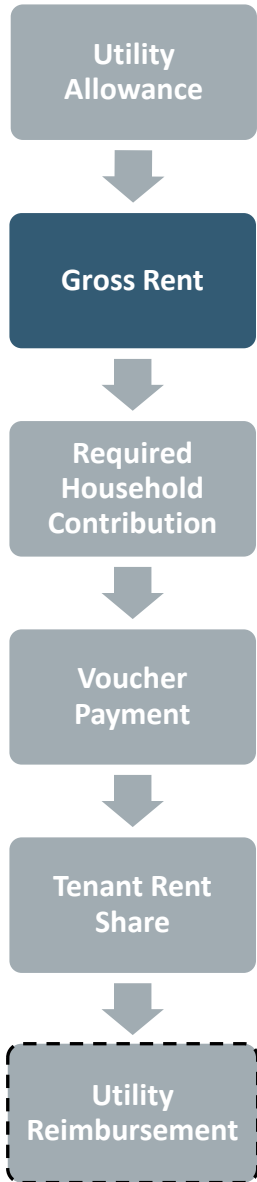 Utility
Allowance
Gross Rent
Required
Household
Contribution
Voucher
Payment
Tenant Rent
Share
Utility
Reimbursement